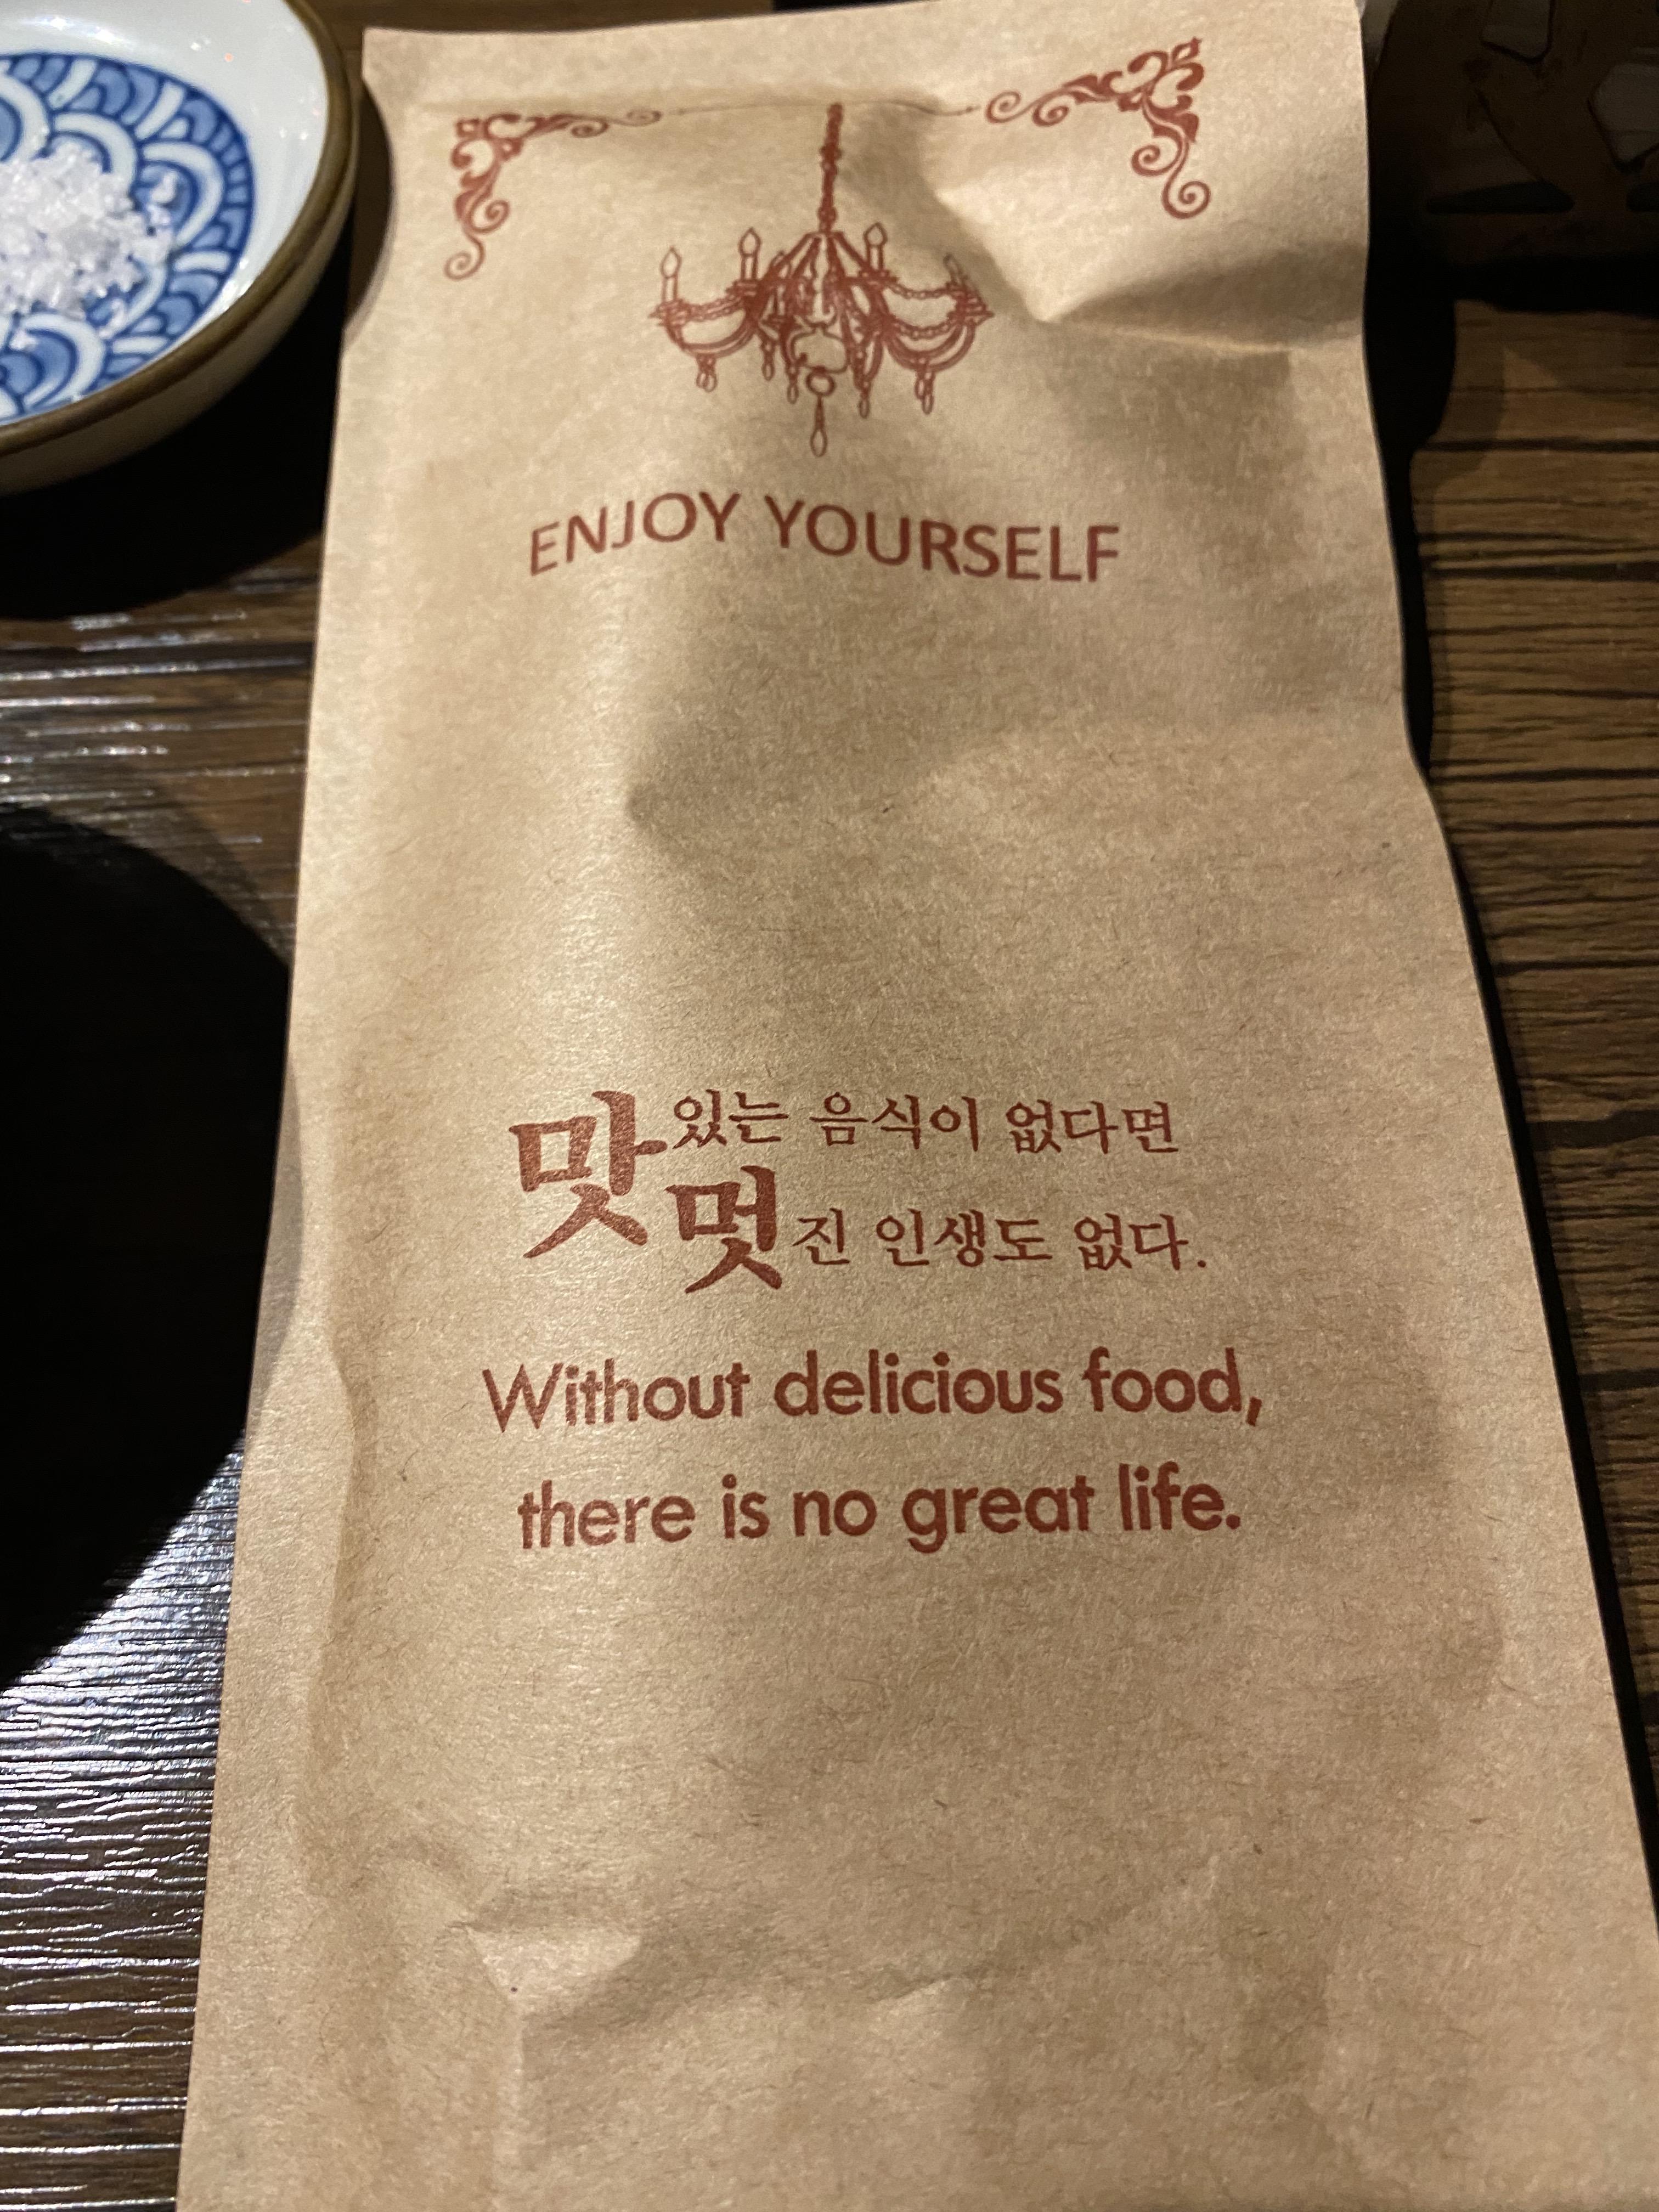 ENJOY YOURSELF
맛있는 음식이 없다면
멋진 인생도 없다.
Without delicious food,
there is no great life.